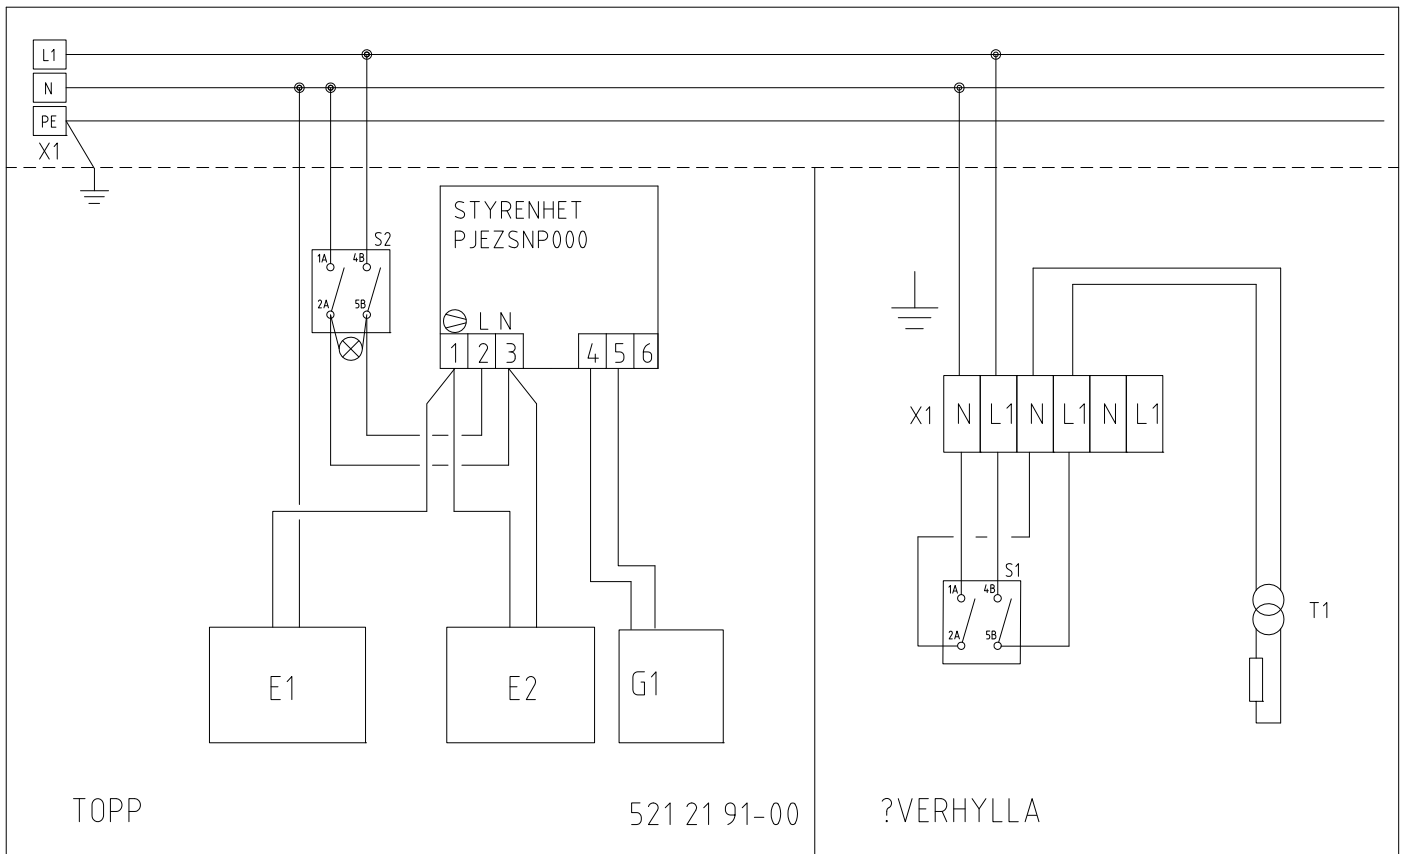 L1
N
PE
X1
STYRENHET
PJEZSNP000
S2
1A 4B
2A 5B
L N
1 2 3 4 5 6
X1 N L1 N L1 N L1
S1
1A 4B
2A 5B
T1
E1 E2 G1
TOPP 521 21 91-00 ?VERHYLLA